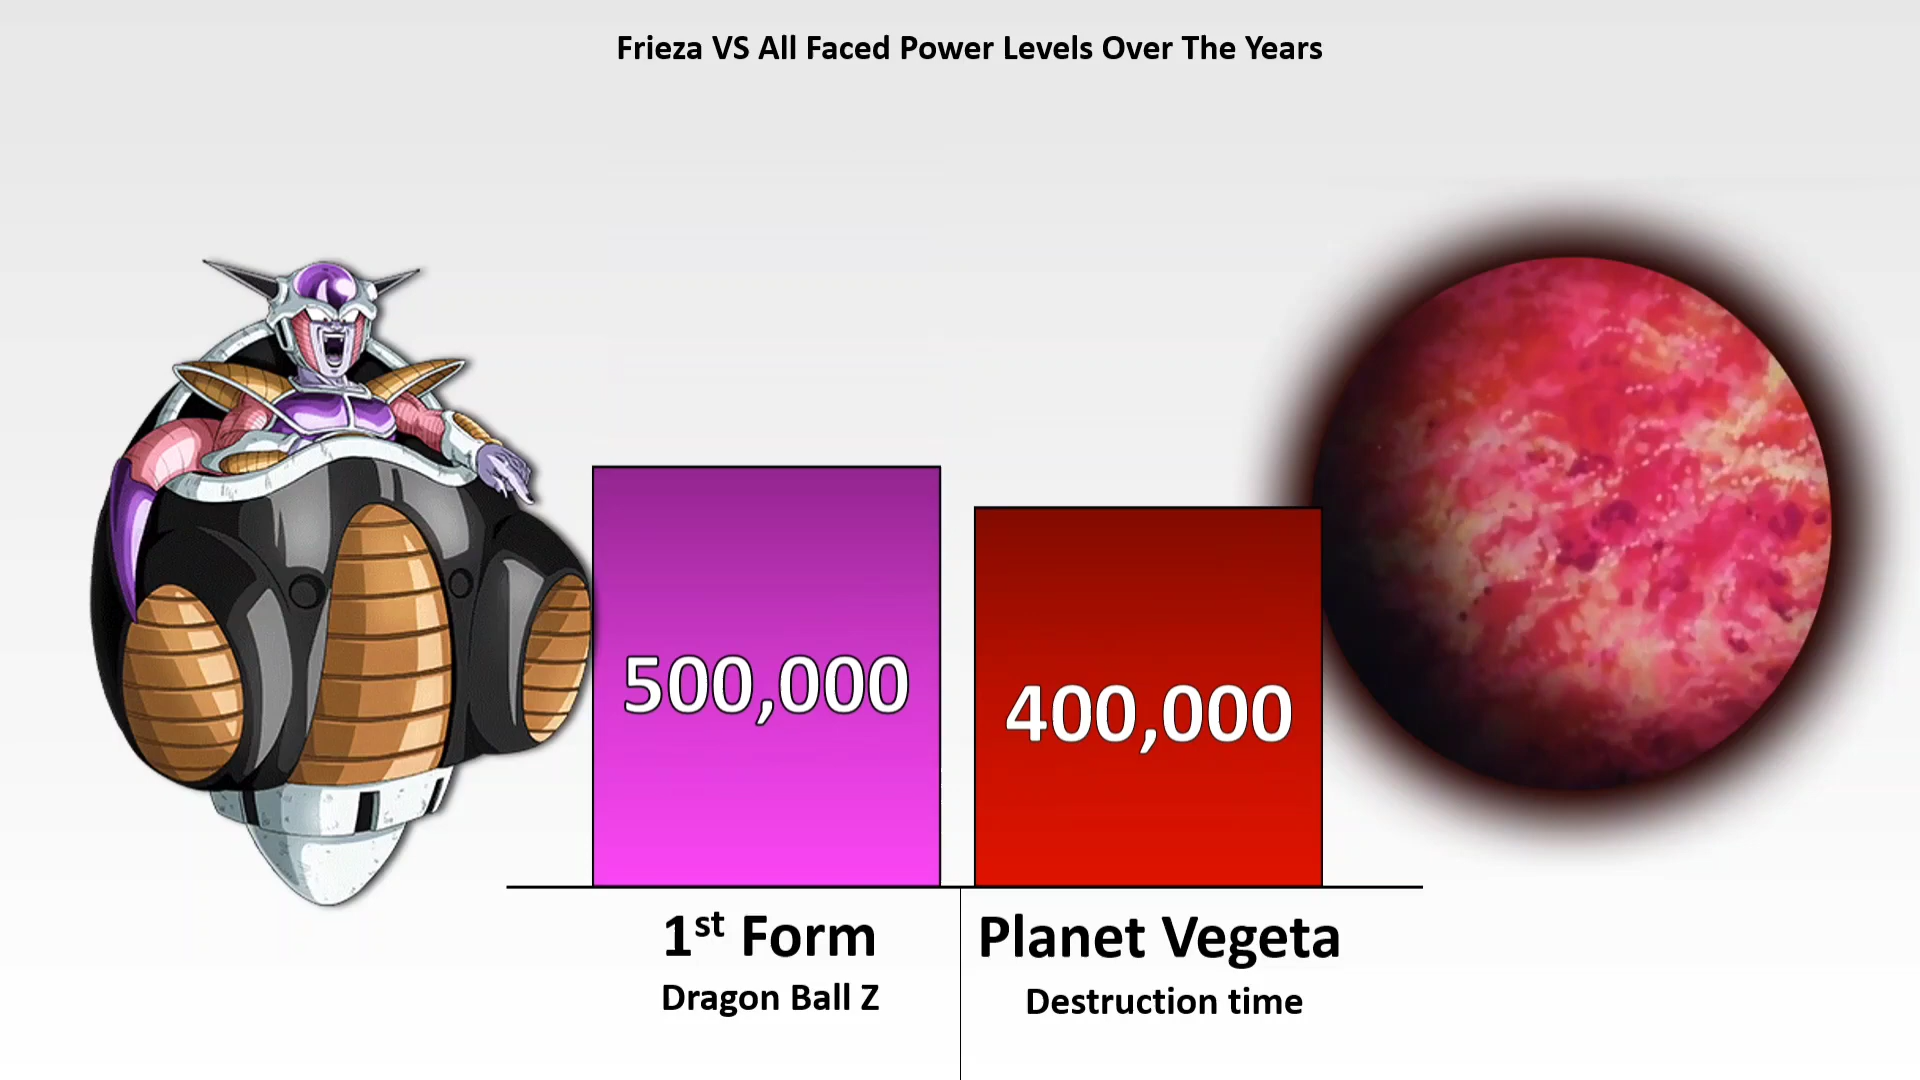 Frieza VS All Faced Power Levels Over The Years
500,000
400,000
1st Form
Dragon Ball Z
Planet Vegeta
Destruction time